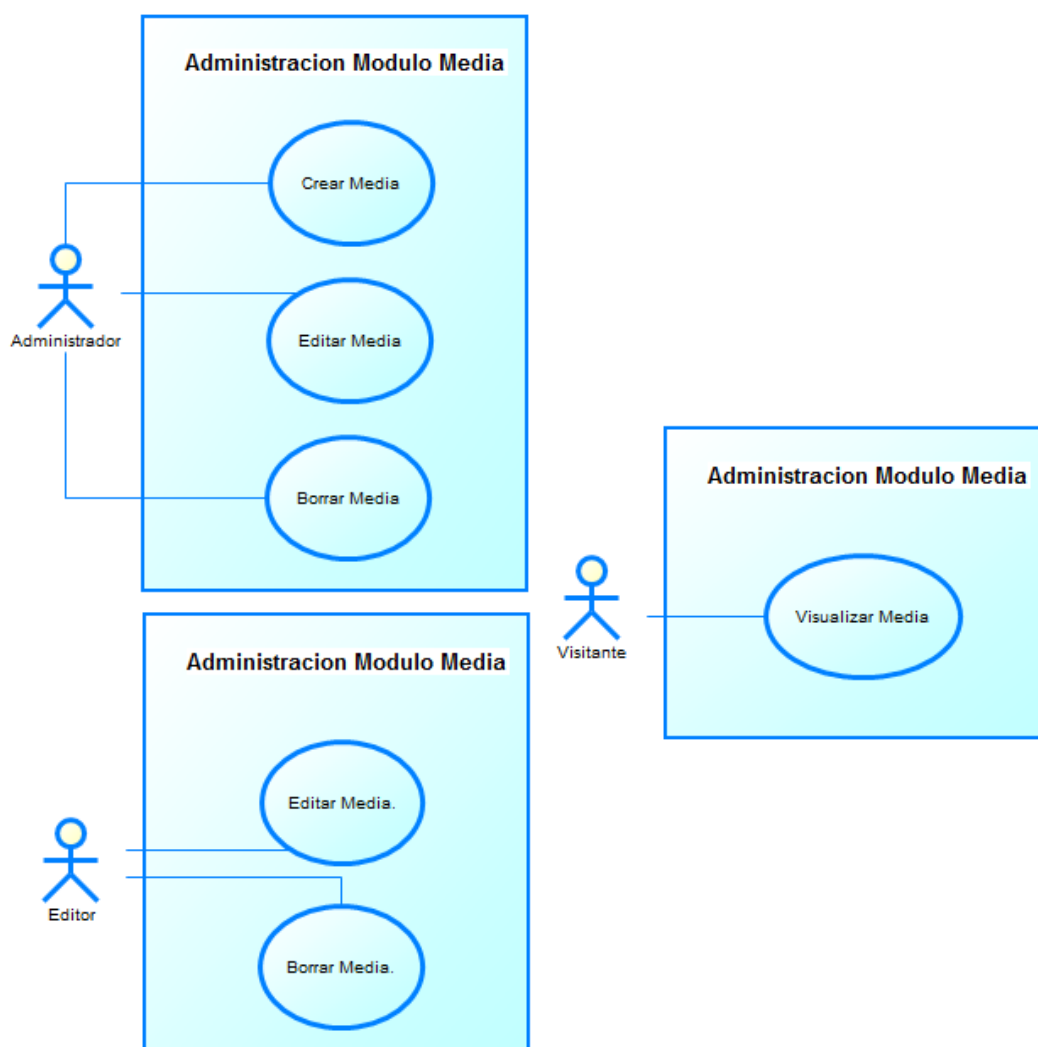 Administracion Modulo Media
Crear Media
Administrador
Editar Media
Borrar Media
Administracion Modulo Media
Visitante
Visualizar Media
Administracion Modulo Media
Editar Media.
Editor
Borrar Media.